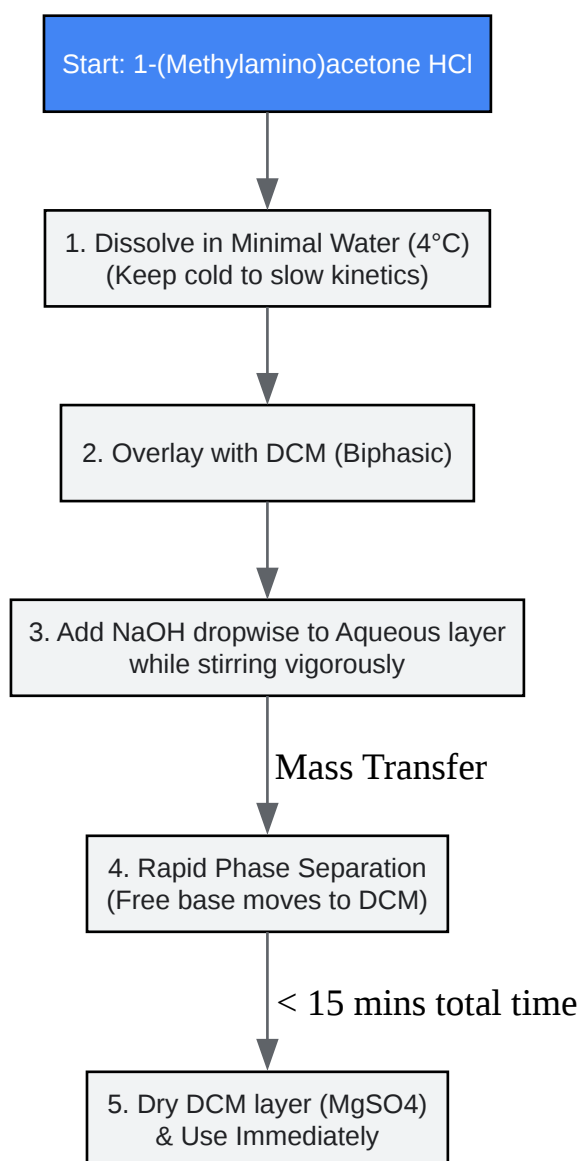 Start: 1-(Methylamino)acetone HCl
1. Dissolve in Minimal Water (4°C)
(Keep cold to slow kinetics)
2. Overlay with DCM (Biphasic)
3. Add NaOH dropwise to Aqueous layer
while stirring vigorously
Mass Transfer
4. Rapid Phase Separation
(Free base moves to DCM)
< 15 mins total time
5. Dry DCM layer (MgSO4)
& Use Immediately